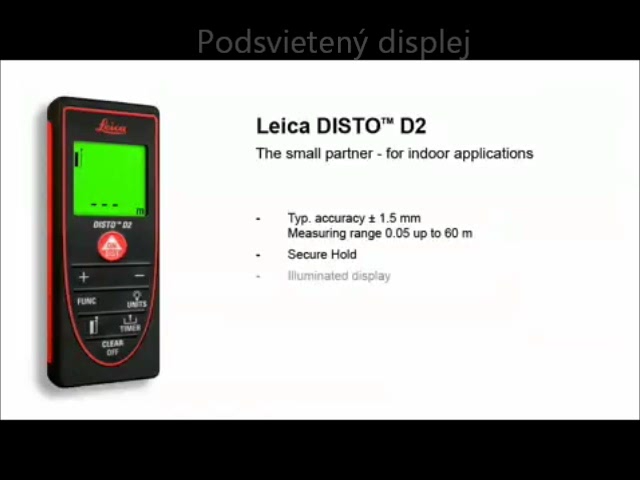 Podsvietený displej
Leica DISTO™ D2
The small partner - for indoor applications
- Typ. accuracy ± 1.5 mm
Measuring range 0.05 up to 60 m
- Secure Hold
- Illuminated display
Leica
- - -
m
DISTO™ D2
+ −
FUNC UNITS
TIMER
CLEAR
OFF